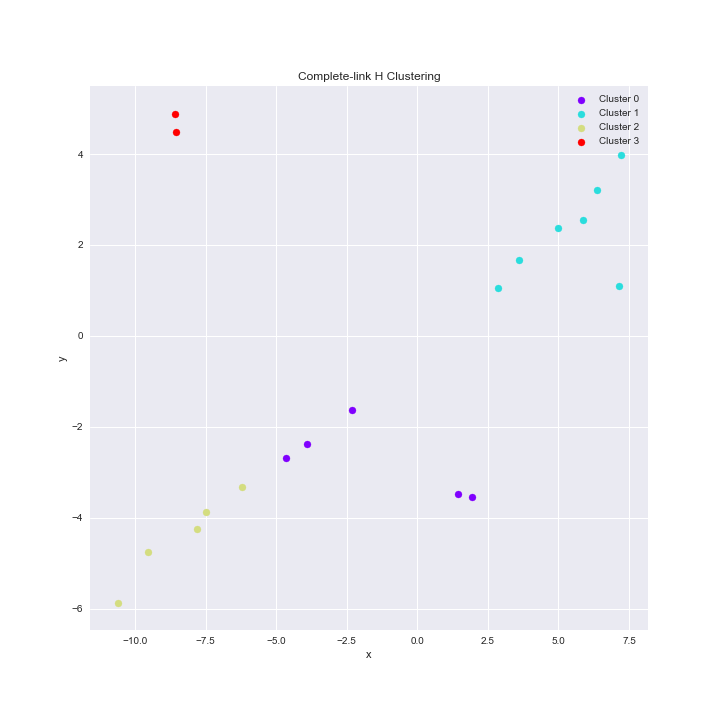 Complete-link H Clustering
Cluster 0
Cluster 1
Cluster 2
Cluster 3
4
2
0
−2
−4
−6
y
−10.0 −7.5 −5.0 −2.5 0.0 2.5 5.0 7.5
x